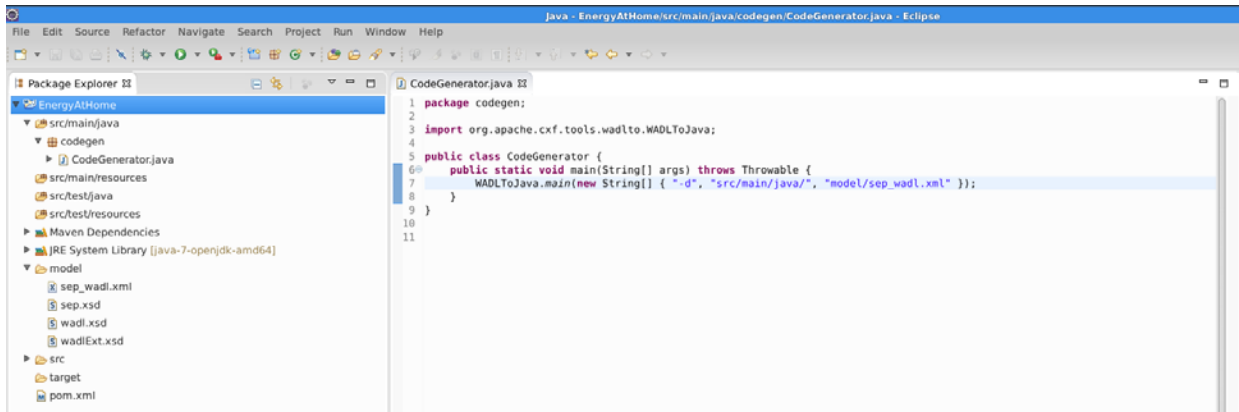 Java - EnergyAtHome/src/main/java/codegen/CodeGenerator.java - Eclipse
File Edit Source Refactor Navigate Search Project Run Window Help
Package Explorer
EnergyAtHome
src/main/java
codegen
CodeGenerator.java
src/main/resources
src/test/java
src/test/resources
Maven Dependencies
JRE System Library [java-7-openjdk-amd64]
model
sep_wadl.xml
sep.xsd
wadl.xsd
wadlExt.xsd
src
target
pom.xml
CodeGenerator.java
1 package codegen;
2
3 import org.apache.cxf.tools.wadlto.WADLToJava;
4
5 public class CodeGenerator {
6 public static void main(String[] args) throws Throwable {
7 WADLToJava.main(new String[] { "-d", "src/main/java/", "model/sep_wadl.xml" });
8 }
9 }
10
11